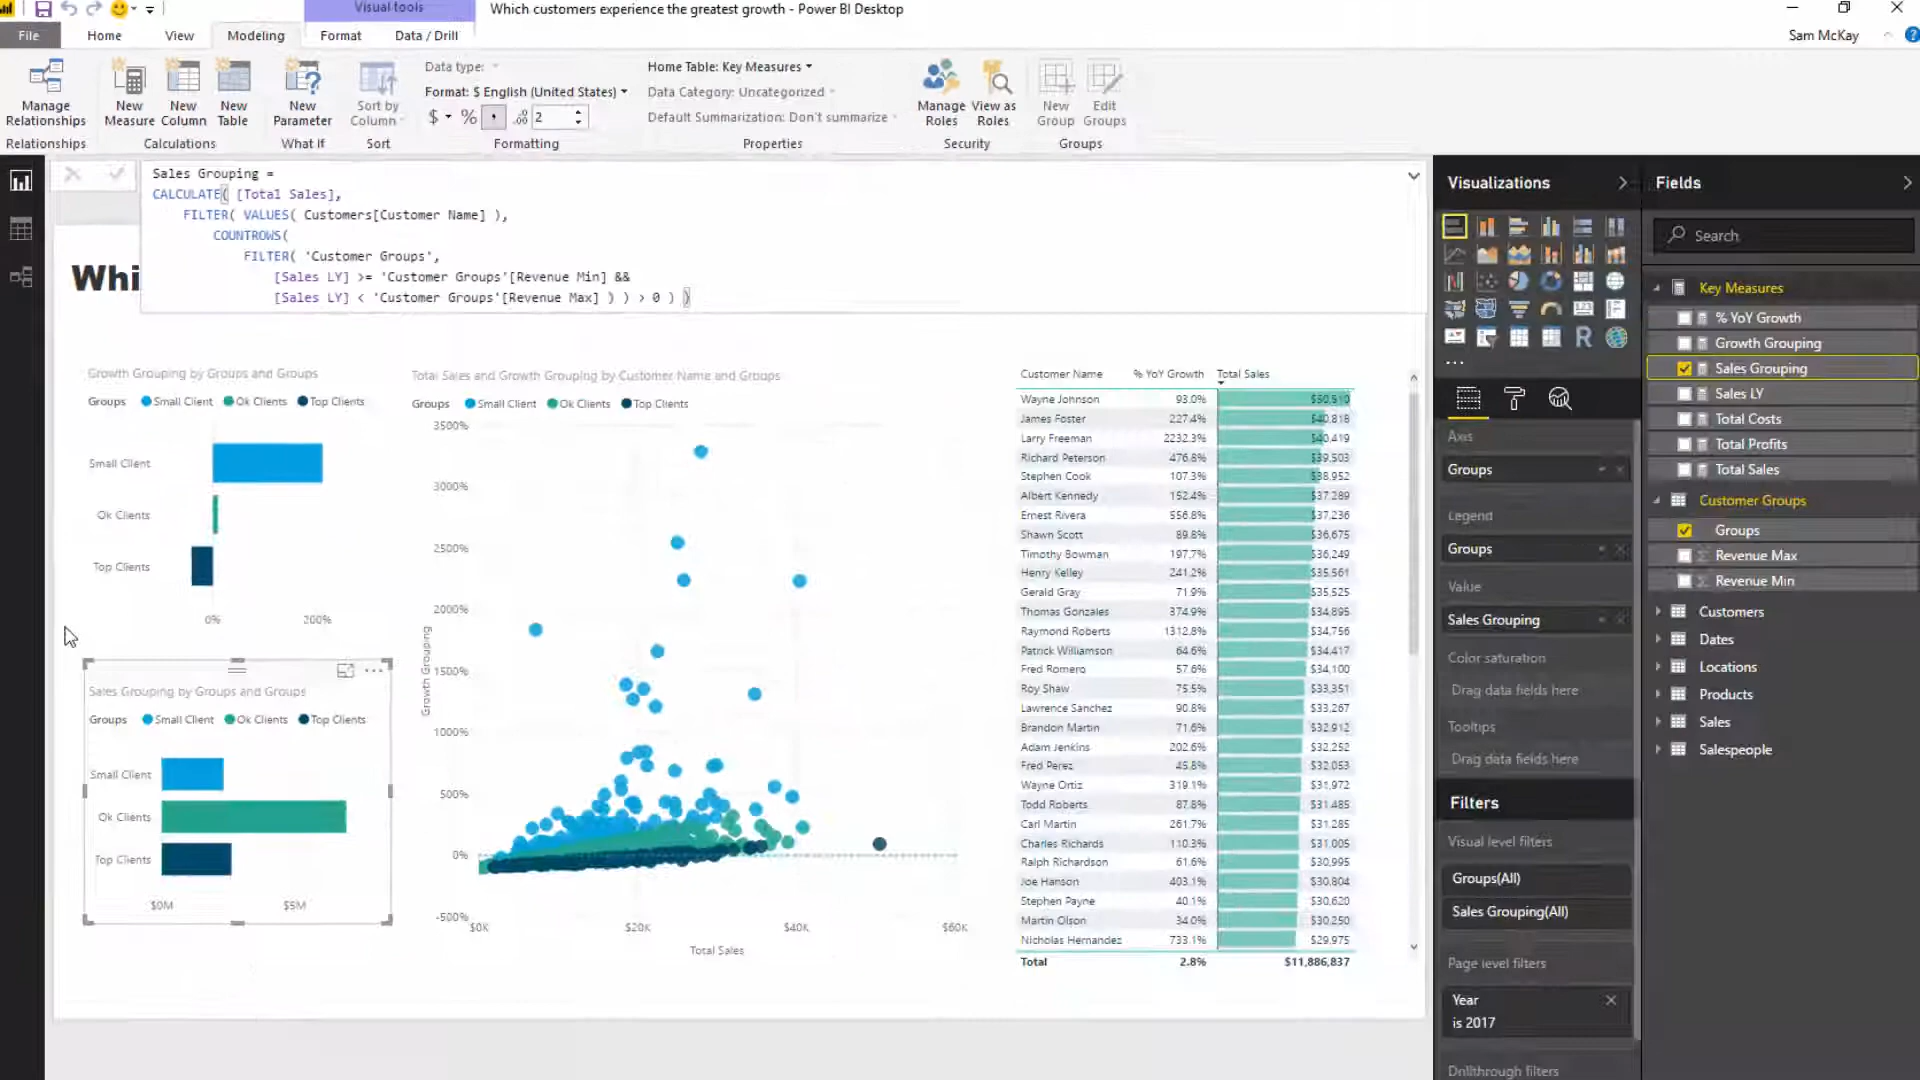 Visual tools
Which customers experience the greatest growth - Power BI Desktop
File
Home
View
Modeling
Format
Data / Drill
Sam McKay
Manage Relationships
Relationships
New Measure
New Column
New Table
Calculations
New Parameter
What If
Sort by Column
Sort
Data type:
Format: $ English (United States)
$ % , .00 2
Formatting
Home Table: Key Measures
Data Category: Uncategorized
Default Summarization: Don't summarize
Properties
Manage Roles
View as Roles
Security
New Group
Edit Groups
Groups
Sales Grouping =
CALCULATE( [Total Sales],
FILTER( VALUES( Customers[Customer Name] ),
COUNTROWS(
FILTER( 'Customer Groups',
[Sales LY] >= 'Customer Groups'[Revenue Min] &&
[Sales LY] < 'Customer Groups'[Revenue Max] ) ) > 0 ) )
Whi
Growth Grouping by Groups and Groups
Groups Small Client Ok Clients Top Clients
Small Client
Ok Clients
Top Clients
0% 200%
Sales Grouping by Groups and Groups
Groups Small Client Ok Clients Top Clients
Small Client
Ok Clients
Top Clients
$0M $5M
Total Sales and Growth Grouping by Customer Name and Groups
Groups Small Client Ok Clients Top Clients
3500%
3000%
2500%
2000%
1500%
1000%
500%
0%
-500%
Growth Grouping
$0K $20K $40K $60K
Total Sales
Customer Name % YoY Growth Total Sales
Wayne Johnson 93.0% $50,510
James Foster 227.4% $40,818
Larry Freeman 2232.3% $40,419
Richard Peterson 476.8% $39,503
Stephen Cook 107.3% $38,952
Albert Kennedy 152.4% $37,289
Ernest Rivera 556.8% $37,236
Shawn Scott 89.8% $36,675
Timothy Bowman 197.7% $36,249
Henry Kelley 241.2% $35,561
Gerald Gray 71.9% $35,525
Thomas Gonzales 374.9% $34,895
Raymond Roberts 1312.8% $34,756
Patrick Williamson 64.6% $34,417
Fred Romero 57.6% $34,100
Roy Shaw 75.5% $33,351
Lawrence Sanchez 90.8% $33,267
Brandon Martin 71.6% $32,912
Adam Jenkins 202.6% $32,252
Fred Perez 45.8% $32,053
Wayne Ortiz 319.1% $31,972
Todd Roberts 87.8% $31,485
Carl Martin 261.7% $31,285
Charles Richards 110.3% $31,005
Ralph Richardson 61.6% $30,995
Joe Hanson 403.1% $30,804
Stephen Payne 40.1% $30,620
Martin Olson 34.0% $30,250
Nicholas Hernandez 733.1% $29,975
Total 2.8% $11,886,837
Visualizations
R
Axis
Groups
Legend
Groups
Value
Sales Grouping
Color saturation
Drag data fields here
Tooltips
Drag data fields here
Filters
Visual level filters
Groups(All)
Sales Grouping(All)
Page level filters
Year
is 2017
Drillthrough filters
Fields
Search
Key Measures
% YoY Growth
Growth Grouping
Sales Grouping
Sales LY
Total Costs
Total Profits
Total Sales
Customer Groups
Groups
Revenue Max
Revenue Min
Customers
Dates
Locations
Products
Sales
Salespeople